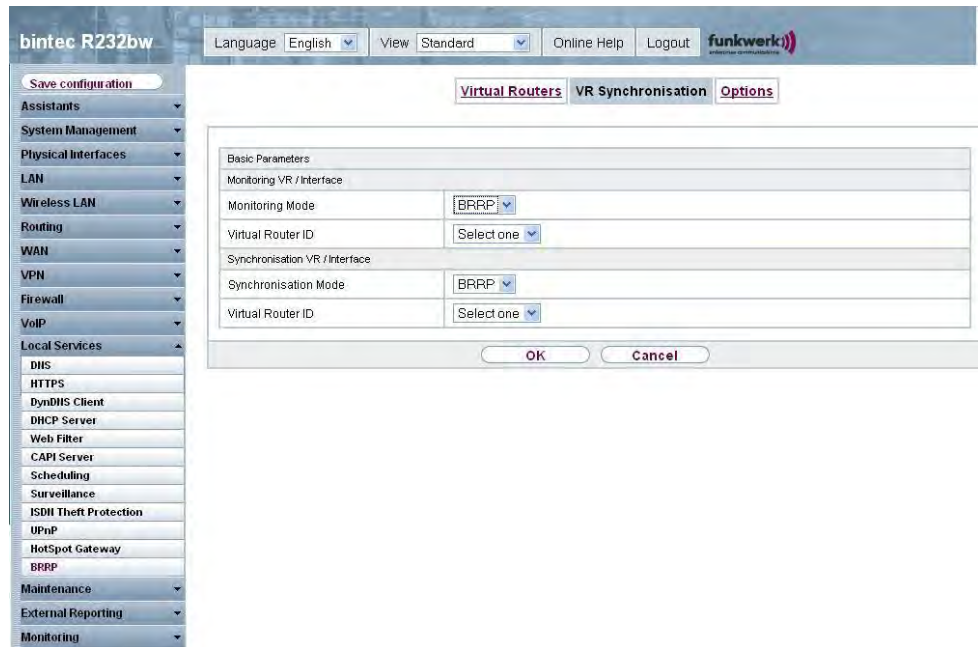 bintec R232bw
Language English View Standard Online Help Logout funkwerk
Save configuration
Assistants
System Management
Physical Interfaces
LAN
Wireless LAN
Routing
WAN
VPN
Firewall
VoIP
Local Services
DNS
HTTPS
DynDNS Client
DHCP Server
Web Filter
CAPI Server
Scheduling
Surveillance
ISDN Theft Protection
UPnP
HotSpot Gateway
BRRP
Maintenance
External Reporting
Monitoring
Virtual Routers VR Synchronisation Options
Basic Parameters
Monitoring VR / Interface
Monitoring Mode BRRP
Virtual Router ID Select one
Synchronisation VR / Interface
Synchronisation Mode BRRP
Virtual Router ID Select one
OK Cancel